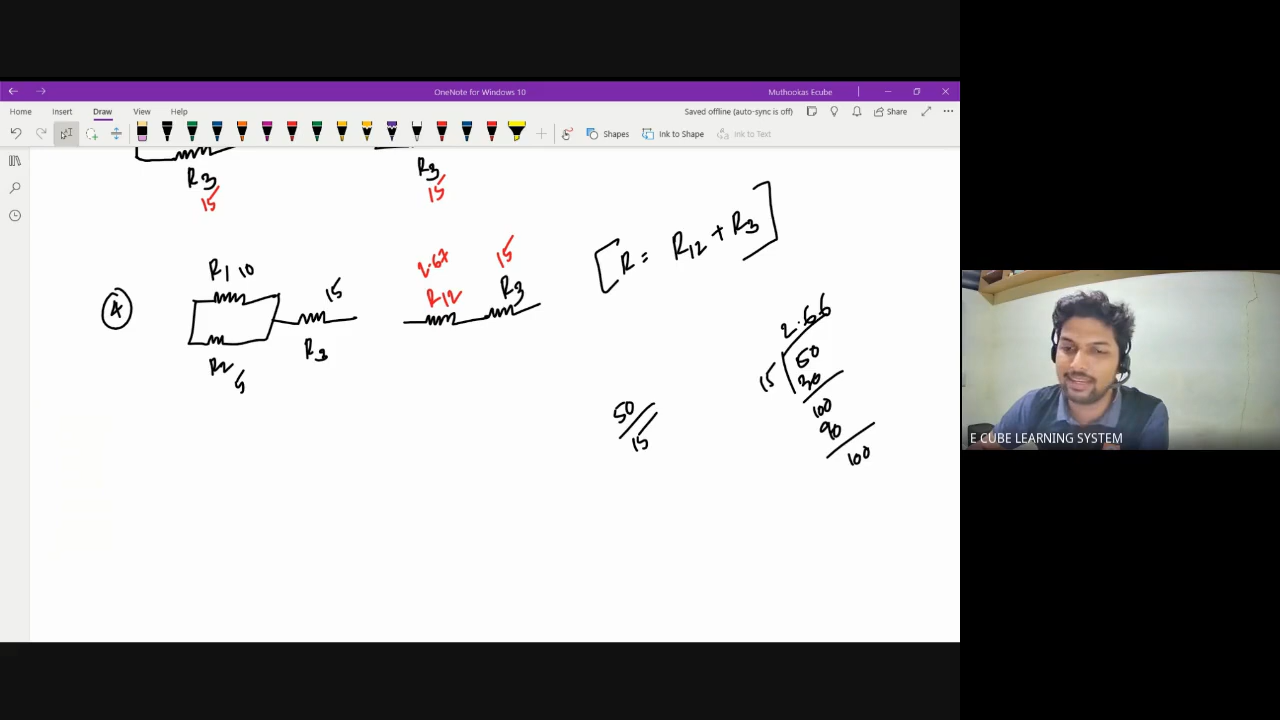 OneNote for Windows 10
Muthookas Ecube
Home Insert Draw View Help
Saved offline (auto-sync is off)
Share
Shapes
Ink to Shape
Ink to Text
R3
15
R3
15
[R = R12 + R3]
4
R1 10
15
R3
R2
5
2.67
R12
15
R3
50
15
2.66
15
50
30
100
90
100
E CUBE LEARNING SYSTEM